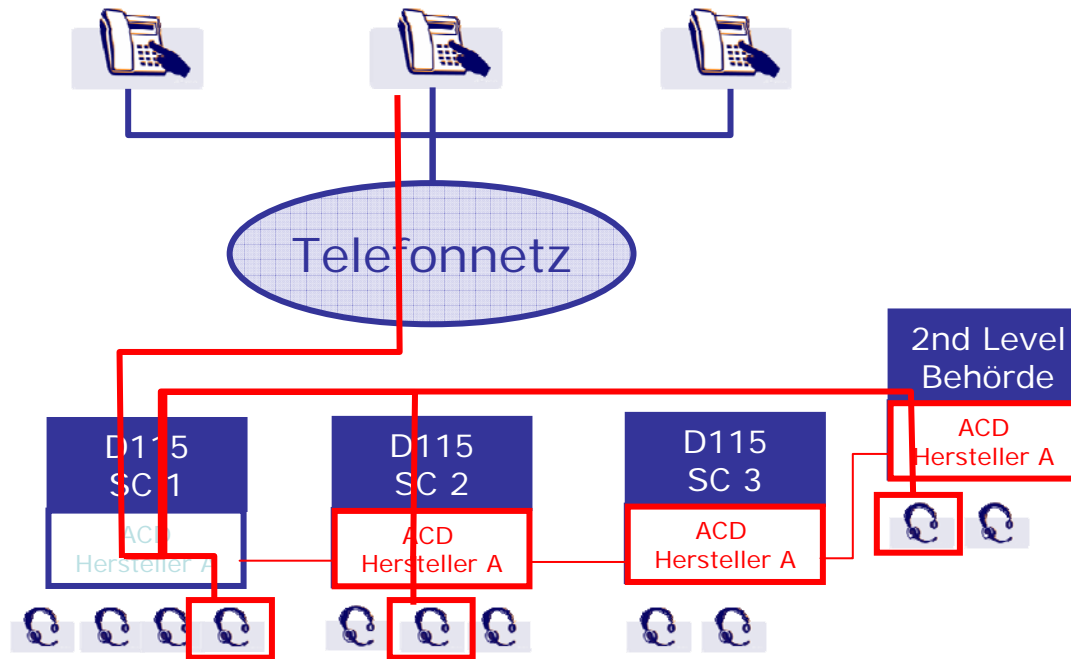 Telefonnetz
2nd Level
Behörde
ACD
Hersteller A
D115
SC 1
ACD
Hersteller A
D115
SC 2
ACD
Hersteller A
D115
SC 3
ACD
Hersteller A